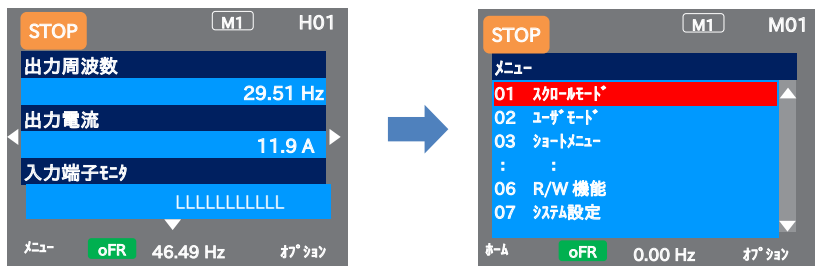 STOP M1 H01
出力周波数
29.51 Hz
出力電流
11.9 A
入力端子ﾓﾆﾀ
LLLLLLLLLLL
ﾒﾆｭｰ oFR 46.49 Hz ｵﾌﾟｼｮﾝ
STOP M1 M01
ﾒﾆｭｰ
01 ｽｸﾛｰﾙﾓｰﾄﾞ
02 ﾕｰｻﾞﾓｰﾄﾞ
03 ｼｮｰﾄﾒﾆｭｰ
: :
06 R/W 機能
07 ｼｽﾃﾑ設定
ﾎｰﾑ oFR 0.00 Hz ｵﾌﾟｼｮﾝ